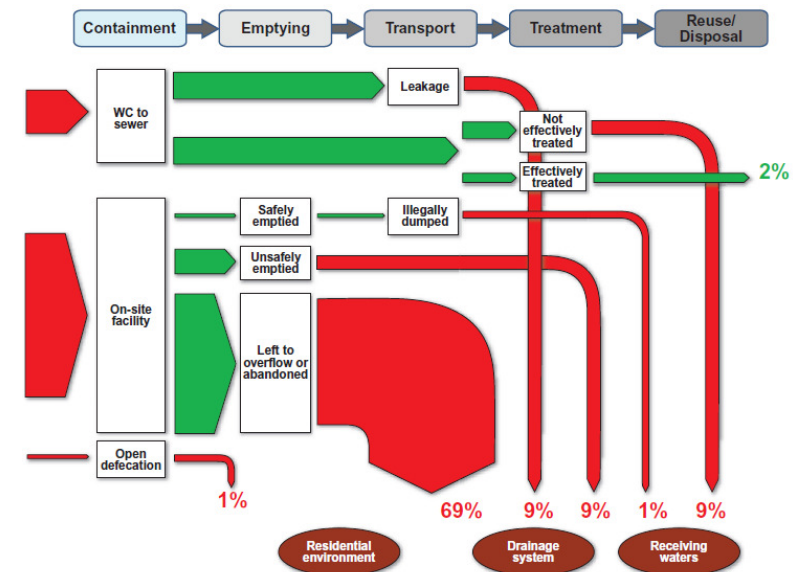 Containment
Emptying
Transport
Treatment
Reuse/
Disposal
WC to
sewer
Leakage
Not
effectively
treated
Effectively
treated
2%
On-site
facility
Safely
emptied
Illegally
dumped
Unsafely
emptied
Left to
overflow or
abandoned
Open
defecation
1%
69%
9%
9%
1%
9%
Residential
environment
Drainage
system
Receiving
waters